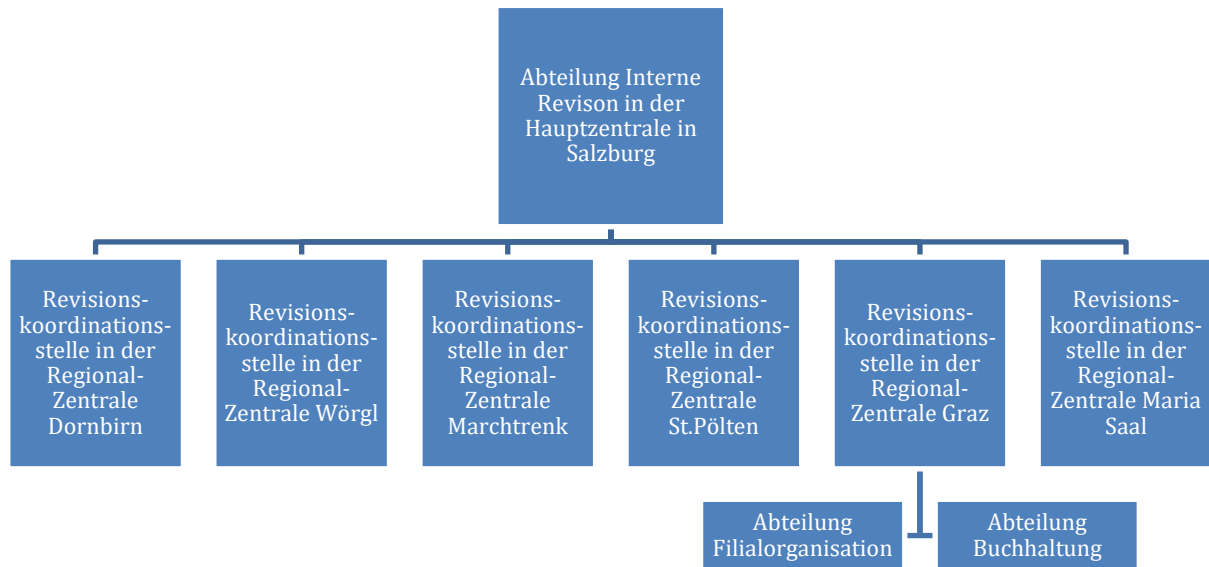 Abteilung Interne
Revison in der
Hauptzentrale in
Salzburg
Revisions-
koordinations-
stelle in der
Regional-
Zentrale
Dornbirn
Revisions-
koordinations-
stelle in der
Regional-
Zentrale Wörgl
Revisions-
koordinations-
stelle in der
Regional-
Zentrale
Marchtrenk
Revisions-
koordinations-
stelle in der
Regional-
Zentrale
St.Pölten
Revisions-
koordinations-
stelle in der
Regional-
Zentrale Graz
Revisions-
koordinations-
stelle in der
Regional-
Zentrale Maria
Saal
Abteilung
Filialorganisation
Abteilung
Buchhaltung